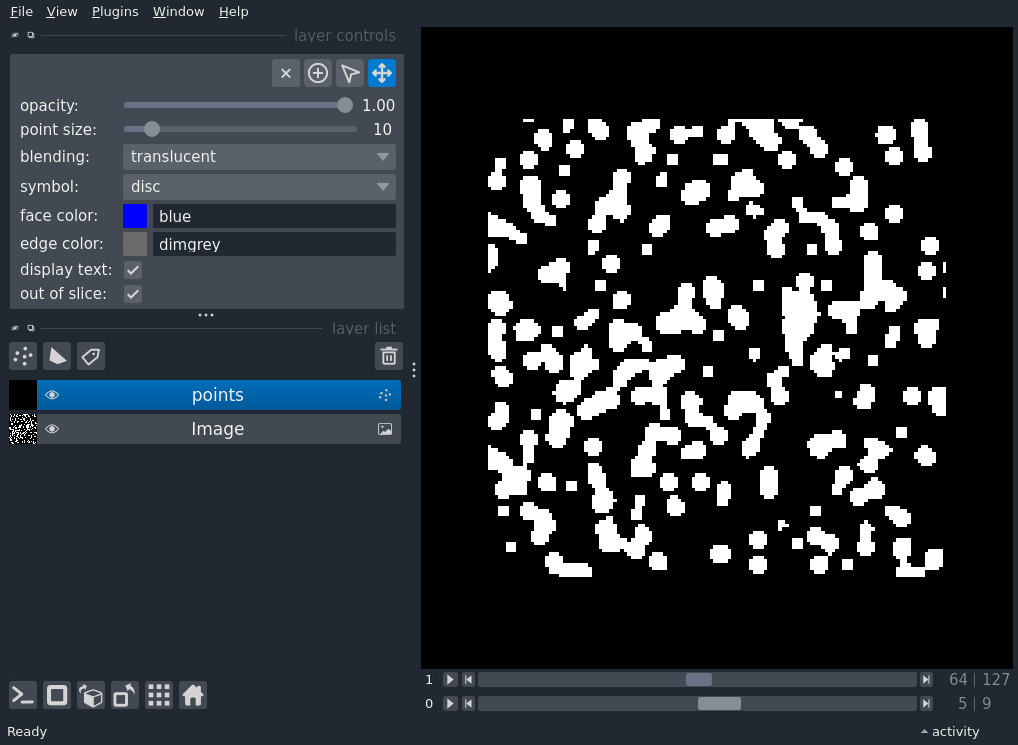 File View Plugins Window Help
layer controls
opacity: 1.00
point size: 10
blending: translucent
symbol: disc
face color: blue
edge color: dimgrey
display text:
out of slice:
layer list
points
Image
1 64 | 127
0 5 | 9
Ready activity